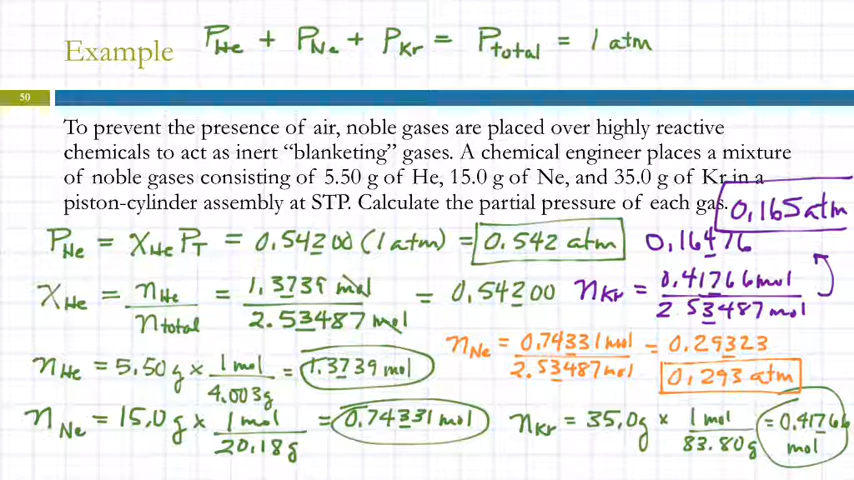 Example P_He + P_Ne + P_Kr = P_total = 1 atm
50
To prevent the presence of air, noble gases are placed over highly reactive
chemicals to act as inert “blanketing” gases. A chemical engineer places a mixture
of noble gases consisting of 5.50 g of He, 15.0 g of Ne, and 35.0 g of Kr in a
piston-cylinder assembly at STP. Calculate the partial pressure of each gas.
0.165 atm
P_He = X_He P_T = 0.54200 (1 atm) = 0.542 atm
0.16476
X_He = n_He / n_total = 1.3739 mol / 2.53487 mol = 0.54200
n_Kr = 0.41766 mol / 2.53487 mol
n_Ne = 0.74331 mol / 2.53487 mol = 0.29323
0.293 atm
n_He = 5.50 g × 1 mol / 4.003 g = 1.3739 mol
n_Ne = 15.0 g × 1 mol / 20.18 g = 0.74331 mol
n_Kr = 35.0 g × 1 mol / 83.80 g = 0.41766 mol